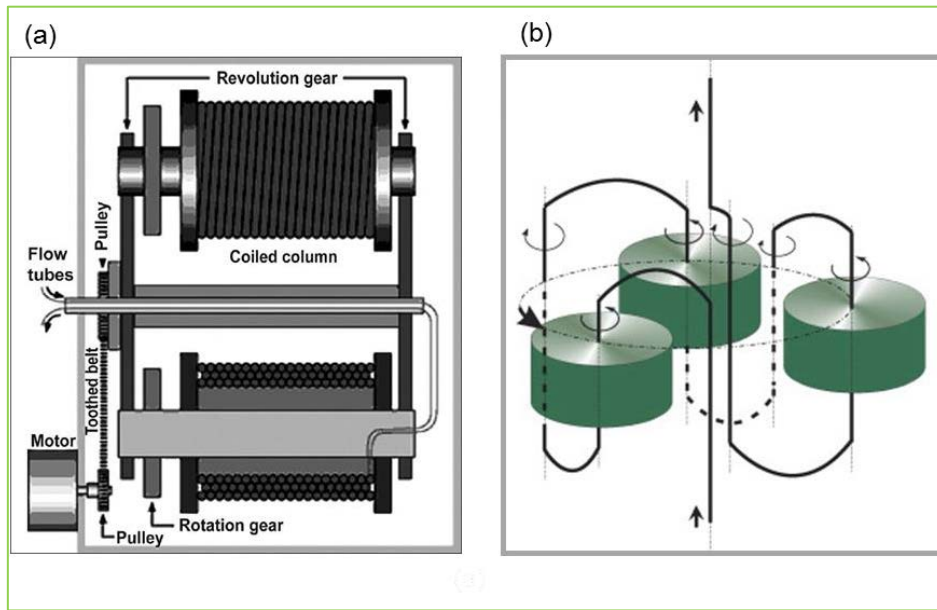 (a)
(b)
Revolution gear
Pulley
Coiled column
Flow
tubes
Toothed belt
Motor
Rotation gear
Pulley
(a)